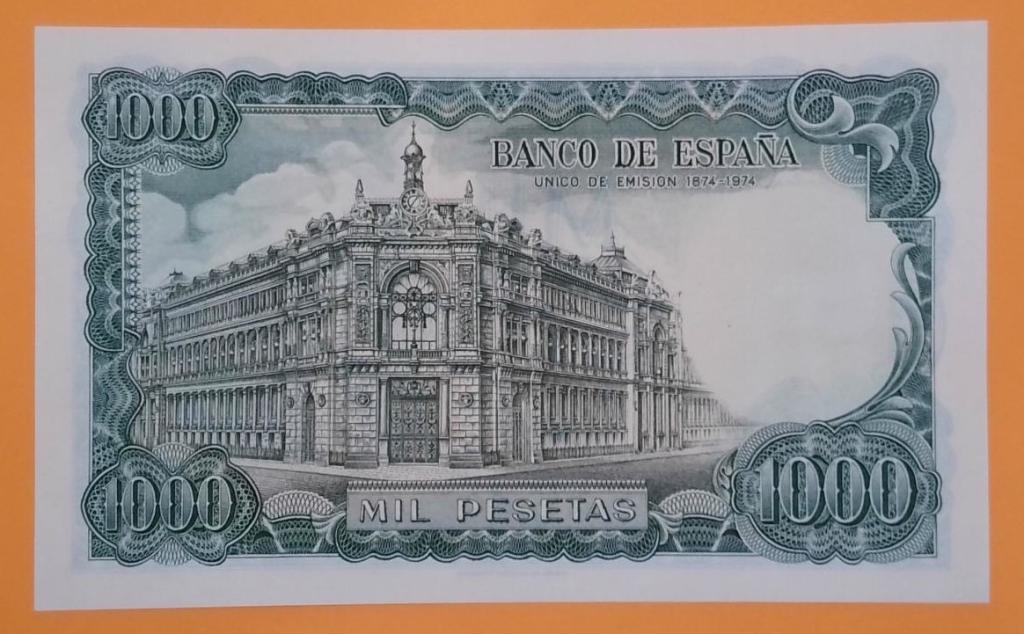 1000
BANCO DE ESPAÑA
UNICO DE EMISION 1874-1974
1000
MIL PESETAS
1000